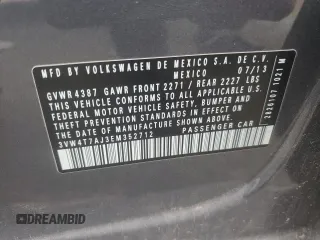 MFD BY VOLKSWAGEN DE MEXICO S.A. DE C.V.
MEXICO 07/13
GVWR 4387 GAWR FRONT 2271 / REAR 2227 LBS
THIS VEHICLE CONFORMS TO ALL APPLICABLE U.S.
FEDERAL MOTOR VEHICLE SAFETY, BUMPER AND
THEFT PREVENTION STANDARDS IN EFFECT ON THE
DATE OF MANUFACTURE SHOWN ABOVE.
3VW4T7AJ3EM352712 PASSENGER CAR
DREAMBID